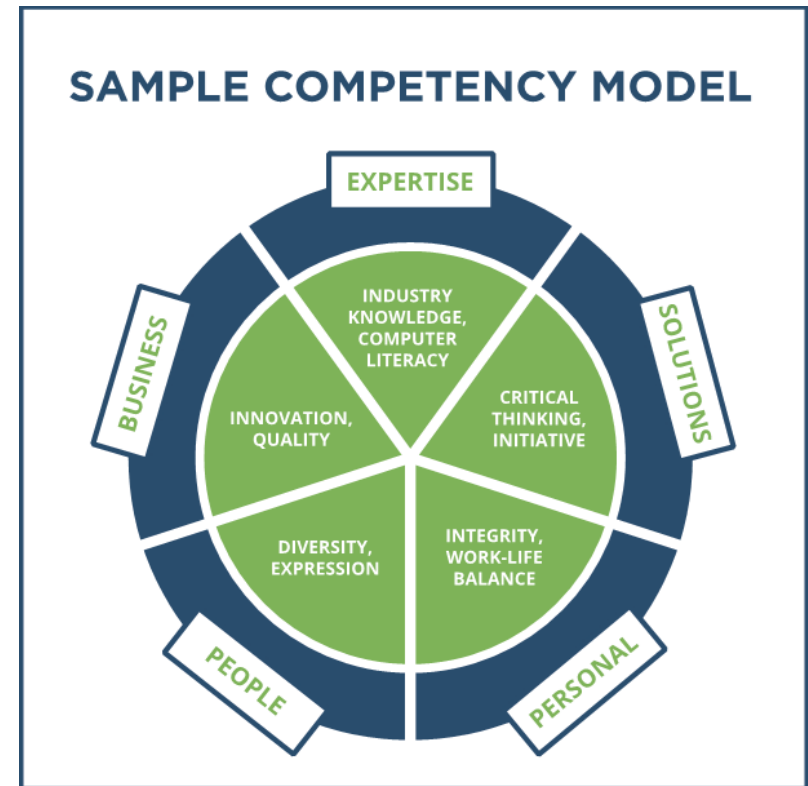 SAMPLE COMPETENCY MODEL
EXPERTISE
INDUSTRY
KNOWLEDGE,
COMPUTER
LITERACY
SOLUTIONS
CRITICAL
THINKING,
INITIATIVE
PERSONAL
INTEGRITY,
WORK-LIFE
BALANCE
PEOPLE
DIVERSITY,
EXPRESSION
BUSINESS
INNOVATION,
QUALITY